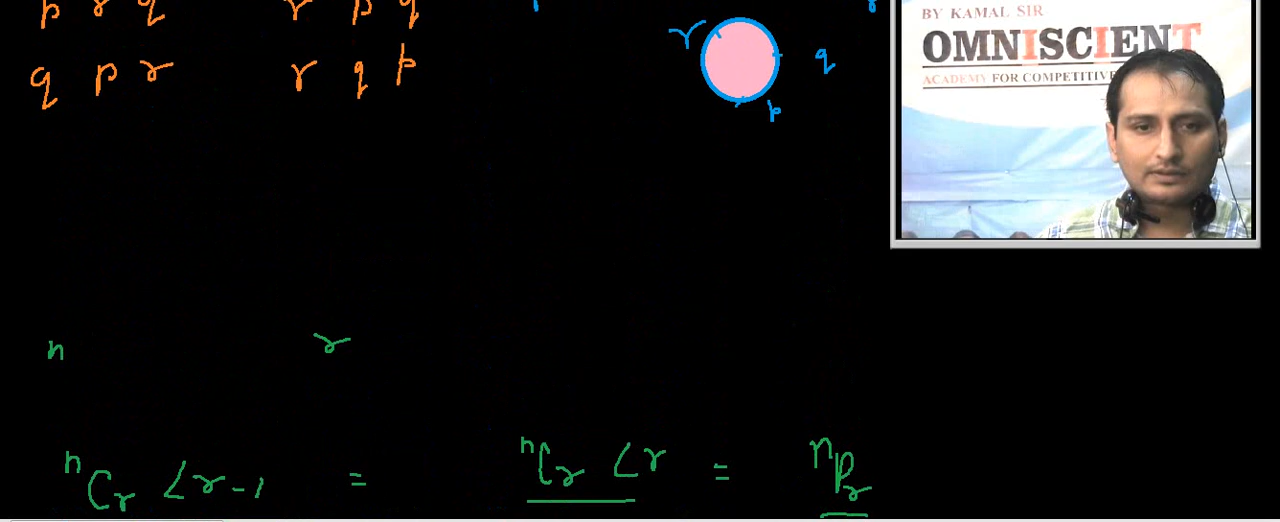 p r q r p q
BY KAMAL SIR
OMNISCIENT
ACADEMY FOR COMPETITIVE
r
q p r r q p q
p
n r
ⁿCᵣ ∠r-1 = ⁿCᵣ ∠r = ⁿPᵣ